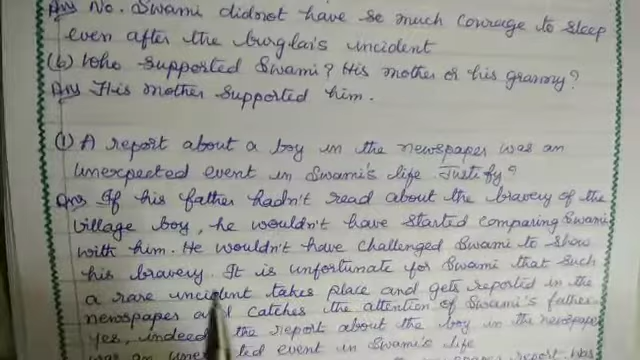 Ans No. Swami didnot have so much courage to sleep
even after the burglar's incident
(6) Who supported Swami? His mother or his granny?
Ans His mother supported him.
(1) A report about a boy in the newspaper was an
unexpected event in Swami's life. Justify?
Ans If his father hadn't read about the bravery of the
village boy, he wouldn't have started comparing Swami
with him. He wouldn't have challenged Swami to show
his bravery. It is unfortunate for Swami that such
a rare incident takes place and gets reported in the
newspaper and catches the attention of Swami's father
Yes, indeed the report about the boy in the newspaper
was an event in Swami's life